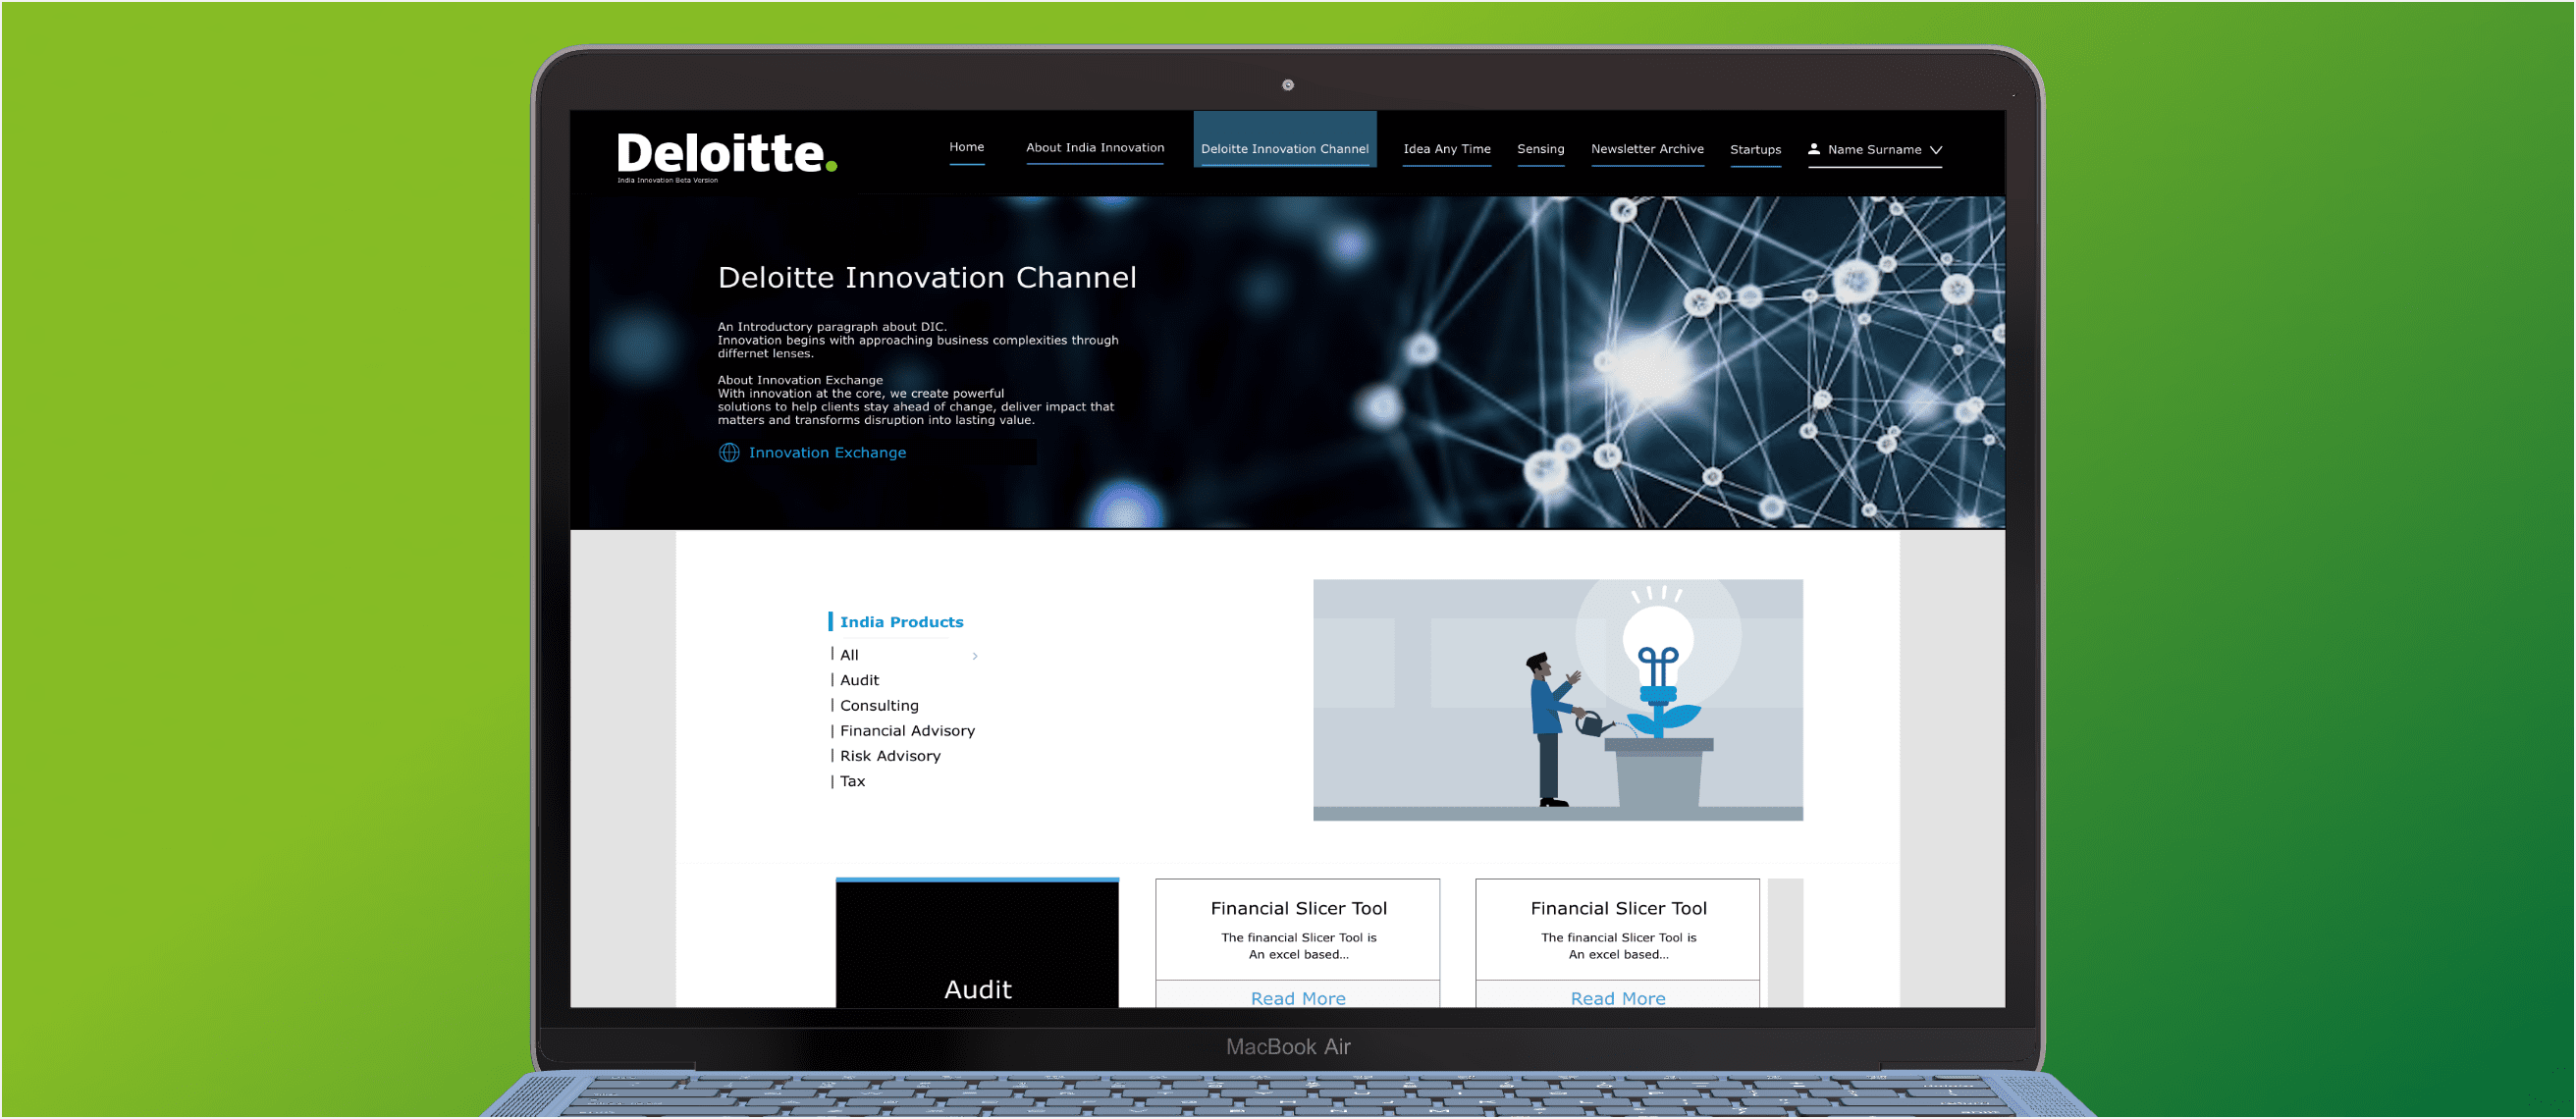 Deloitte.
India Innovation Beta Version
Home
About India Innovation
Deloitte Innovation Channel
Idea Any Time
Sensing
Newsletter Archive
Startups
Name Surname
Deloitte Innovation Channel
An Introductory paragraph about DIC.
Innovation begins with approaching business complexities through
differnet lenses.
About Innovation Exchange
With innovation at the core, we create powerful
solutions to help clients stay ahead of change, deliver impact that
matters and transforms disruption into lasting value.
Innovation Exchange
India Products
All
Audit
Consulting
Financial Advisory
Risk Advisory
Tax
Audit
Financial Slicer Tool
The financial Slicer Tool is
An excel based...
Read More
Financial Slicer Tool
The financial Slicer Tool is
An excel based...
Read More
MacBook Air